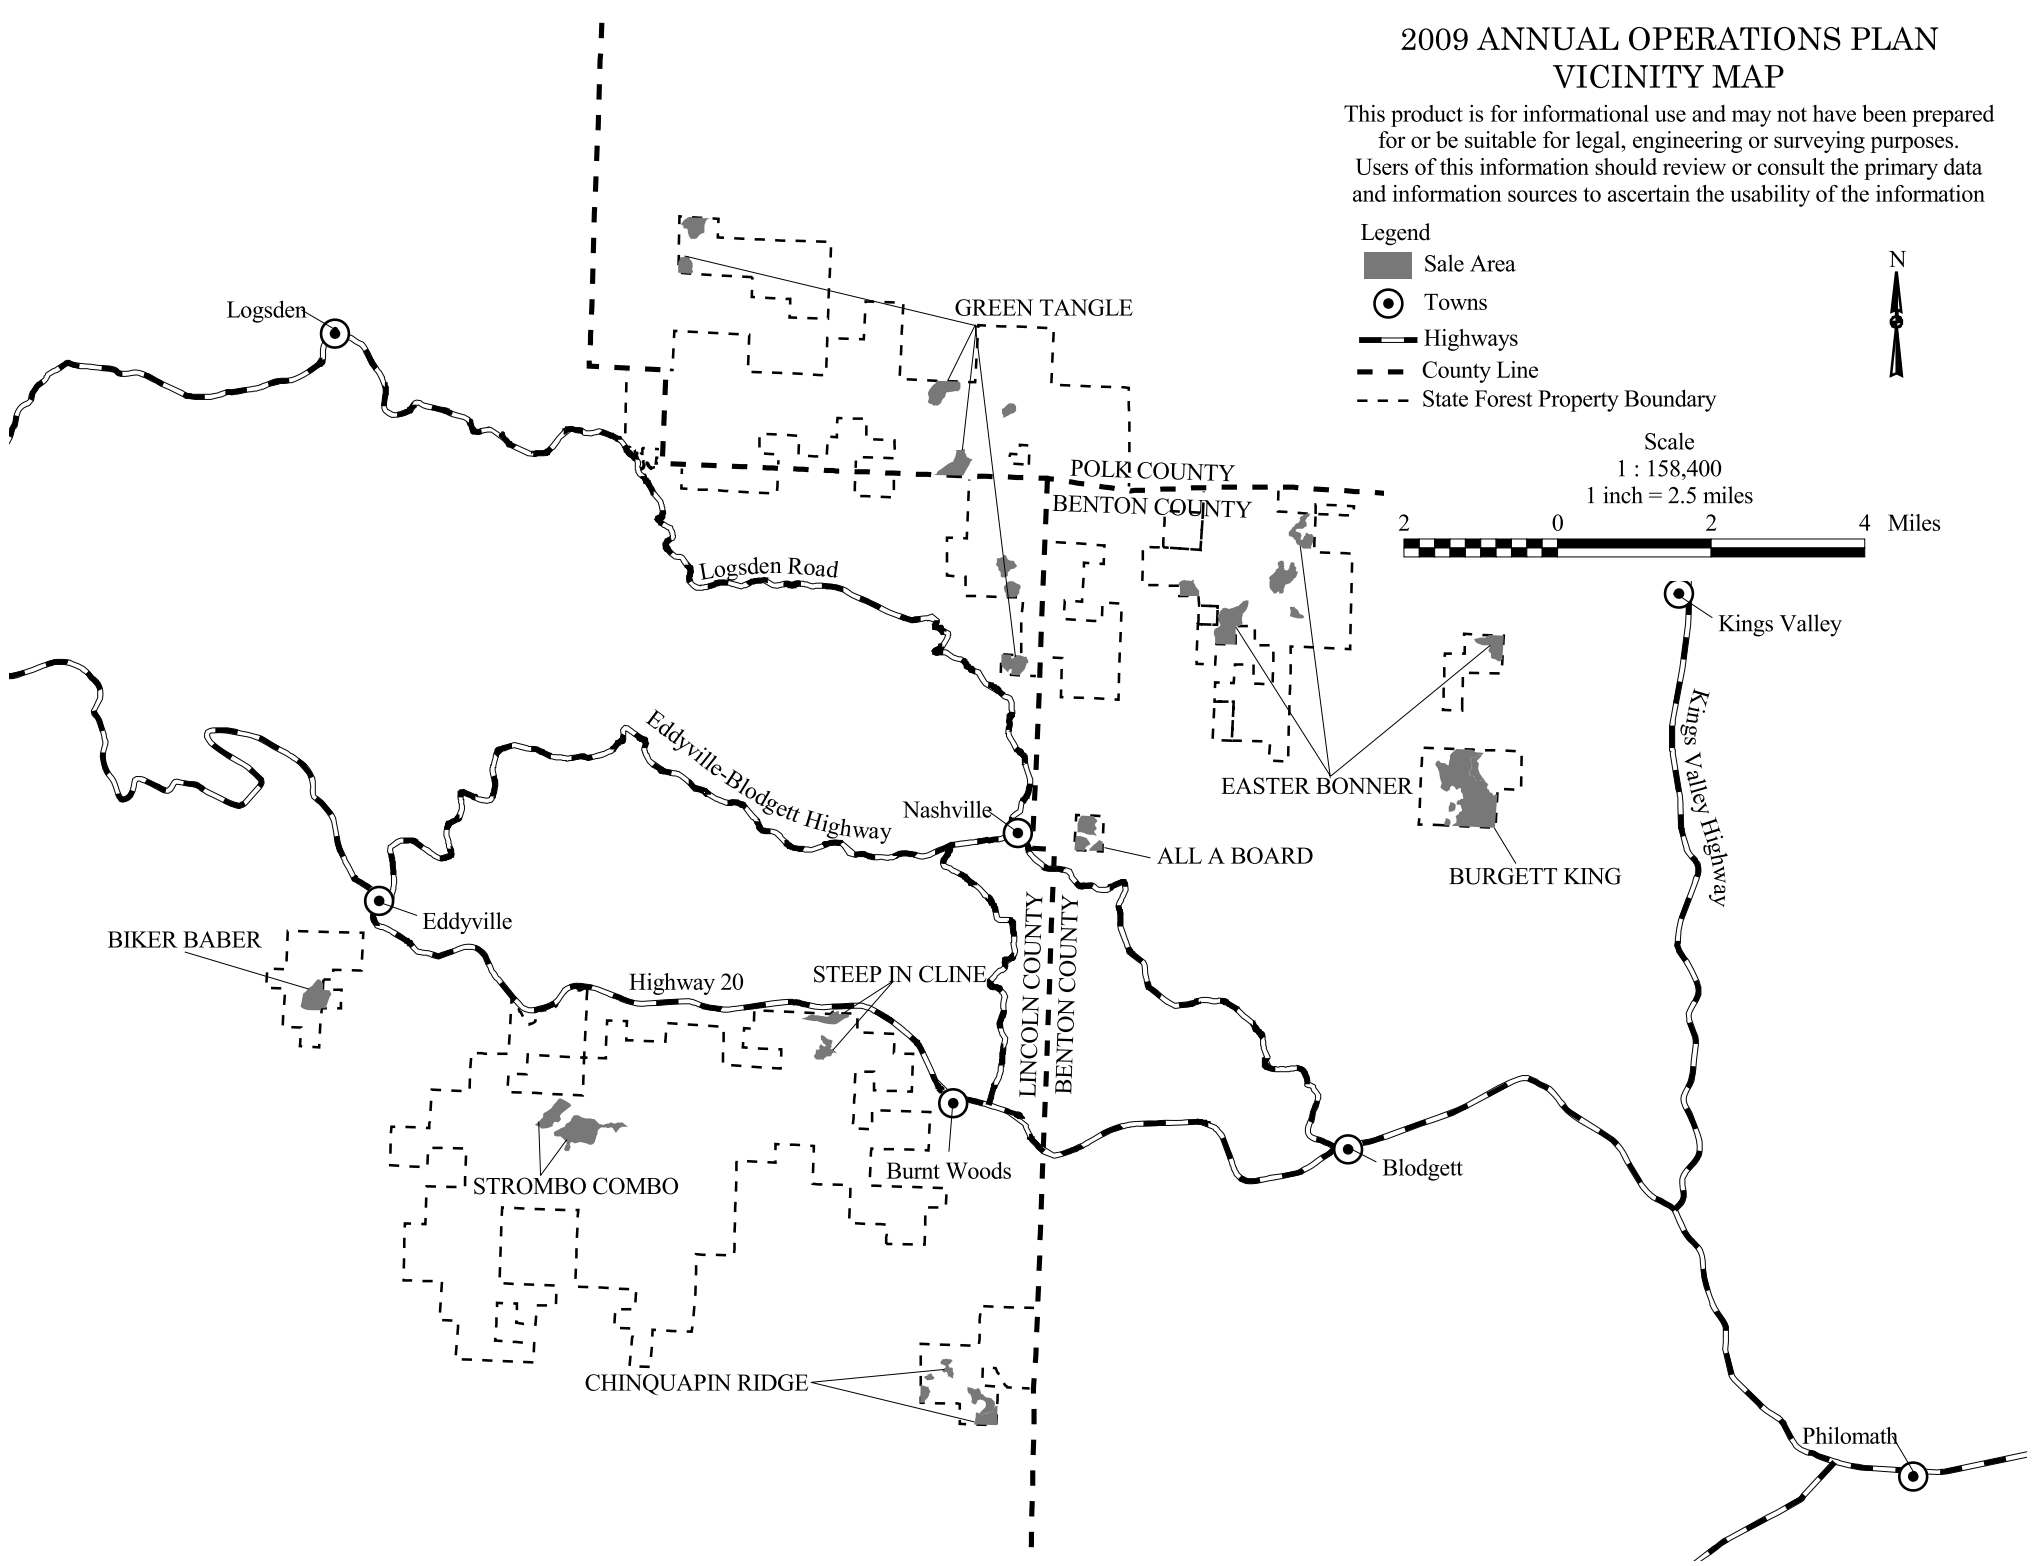 2009 ANNUAL OPERATIONS PLAN
VICINITY MAP
This product is for informational use and may not have been prepared
for or be suitable for legal, engineering or surveying purposes.
Users of this information should review or consult the primary data
and information sources to ascertain the usability of the information
Legend
Sale Area
Towns
Highways
County Line
State Forest Property Boundary
N
Scale
1 : 158,400
1 inch = 2.5 miles
2 0 2 4 Miles
Logsden
GREEN TANGLE
POLK COUNTY
BENTON COUNTY
Logsden Road
Kings Valley
Kings Valley Highway
Eddyville-Blodgett Highway
EASTER BONNER
Nashville
ALL A BOARD
BURGETT KING
Eddyville
BIKER BABER
LINCOLN COUNTY
BENTON COUNTY
Highway 20
STEEP IN CLINE
Burnt Woods
Blodgett
STROMBO COMBO
CHINQUAPIN RIDGE
Philomath